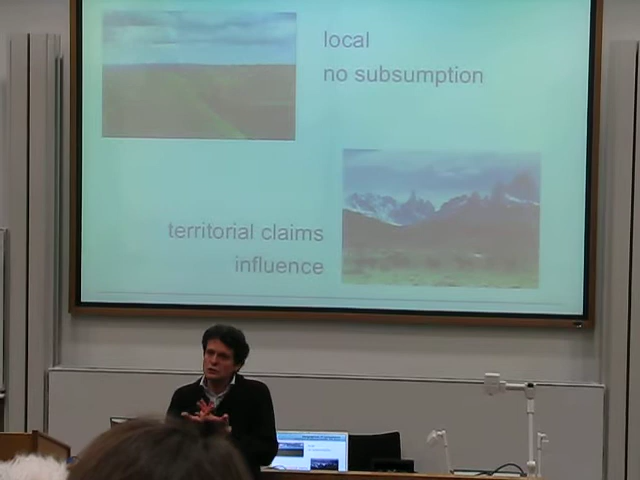 local
no subsumption
territorial claims
influence